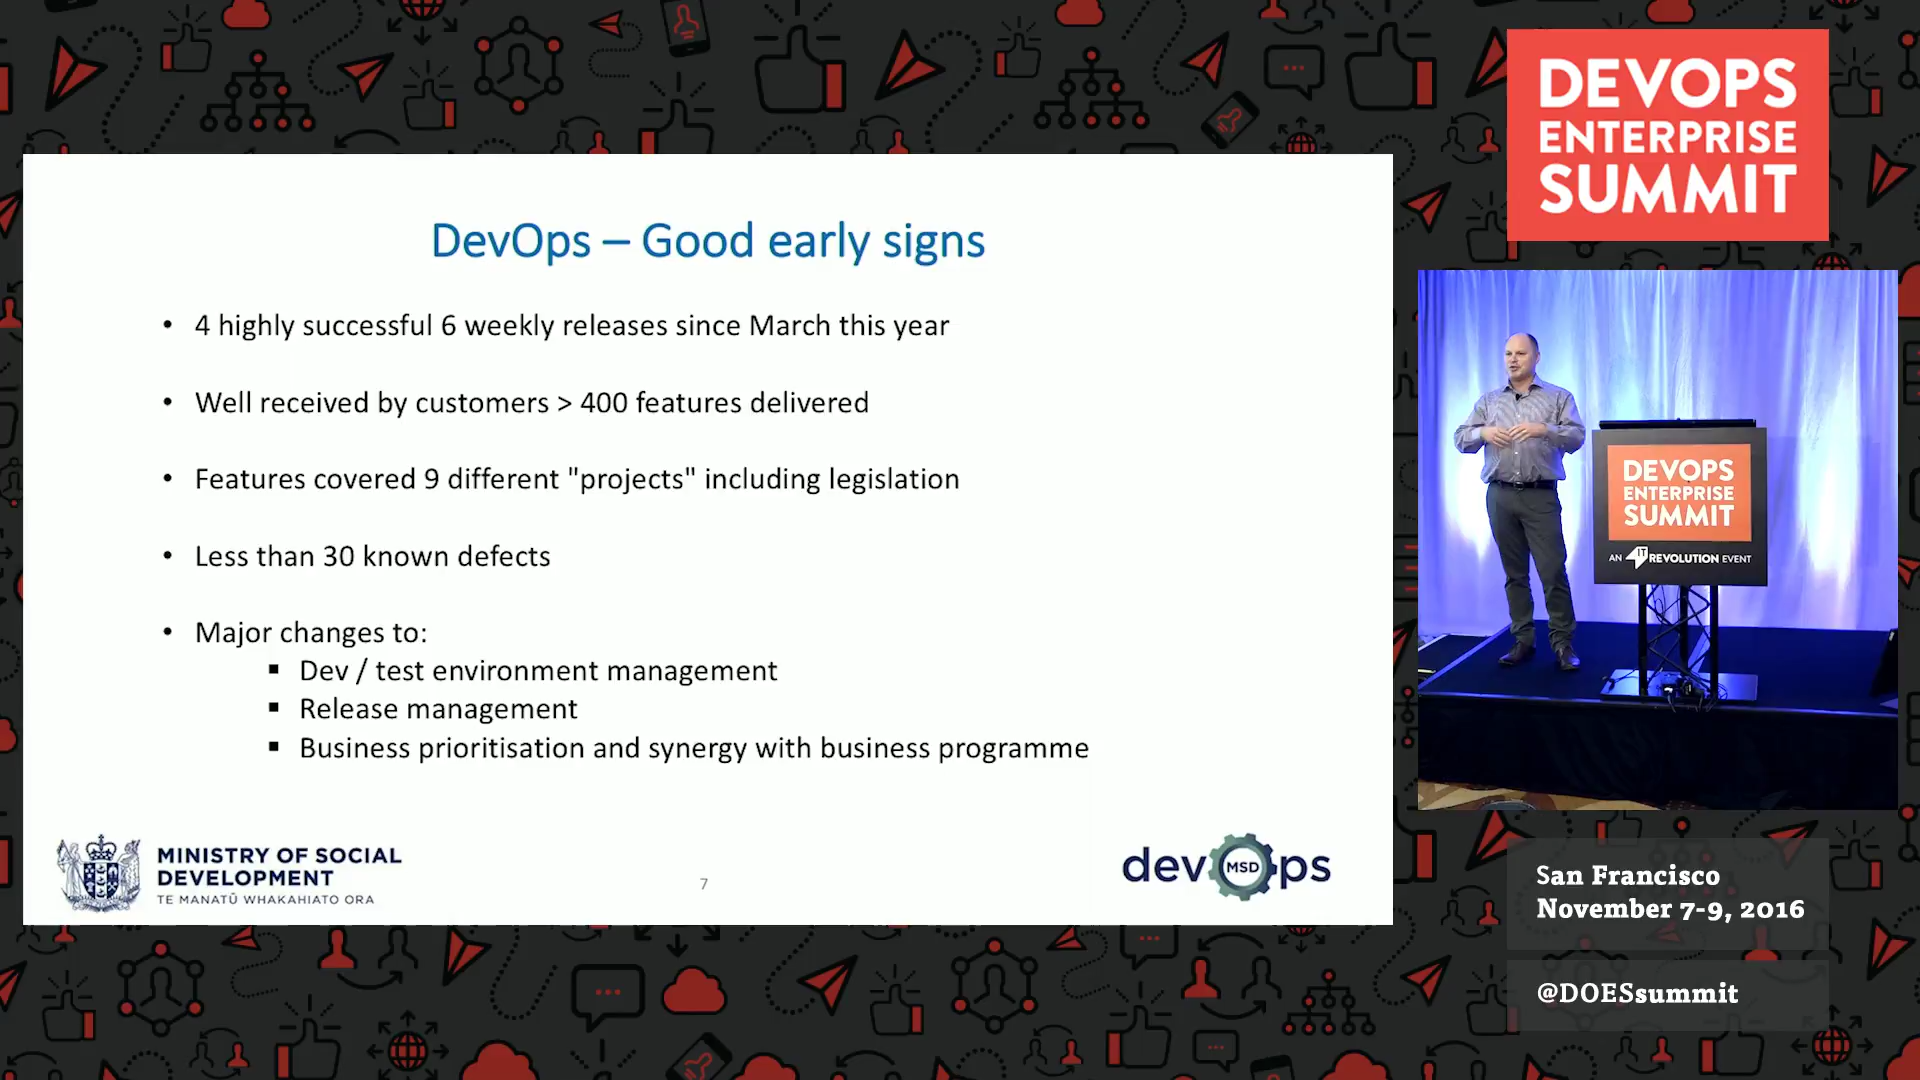 DEVOPS
ENTERPRISE
SUMMIT
DevOps – Good early signs
• 4 highly successful 6 weekly releases since March this year
• Well received by customers > 400 features delivered
• Features covered 9 different "projects" including legislation
• Less than 30 known defects
• Major changes to:
▪ Dev / test environment management
▪ Release management
▪ Business prioritisation and synergy with business programme
MINISTRY OF SOCIAL
DEVELOPMENT
TE MANATŪ WHAKAHIATO ORA
7
devOps
MSD
DEVOPS
ENTERPRISE
SUMMIT
AN IT REVOLUTION EVENT
San Francisco
November 7-9, 2016
@DOESsummit